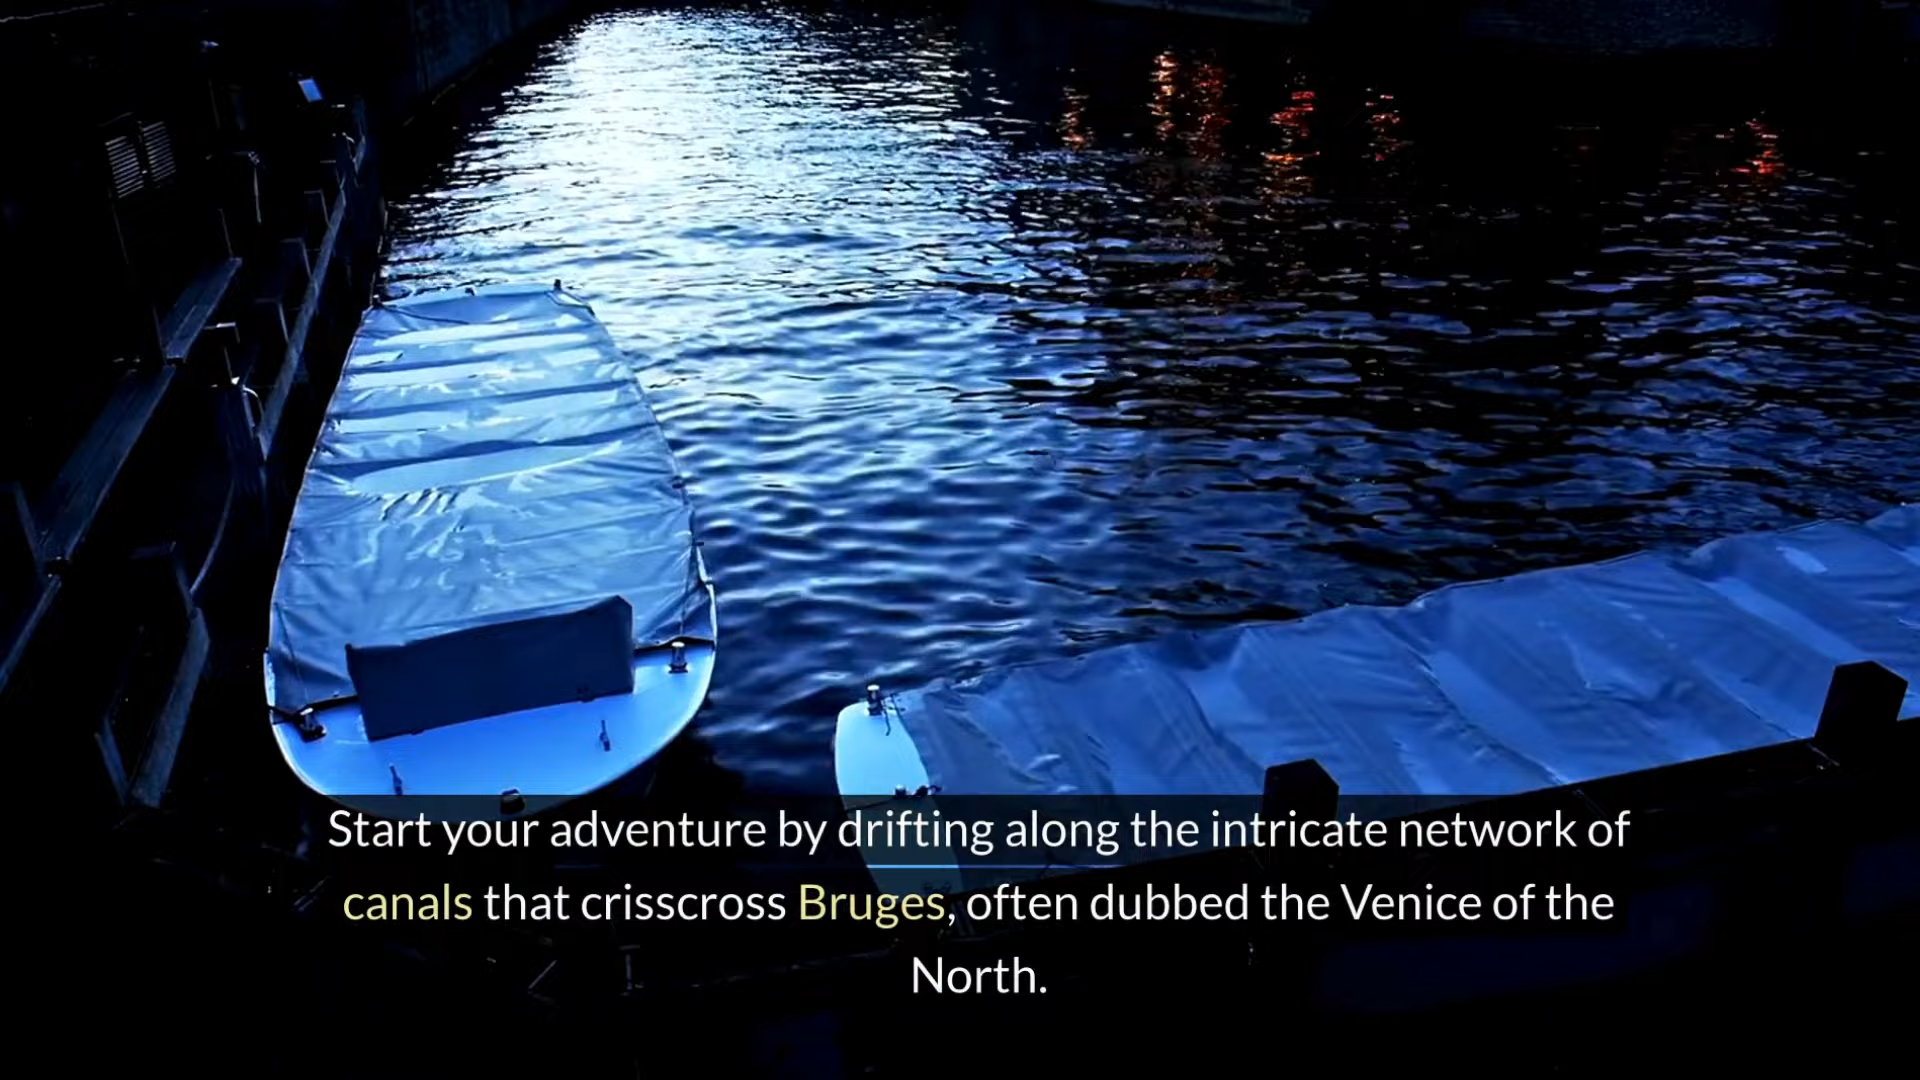 Start your adventure by drifting along the intricate network of
canals that crisscross Bruges, often dubbed the Venice of the
North.